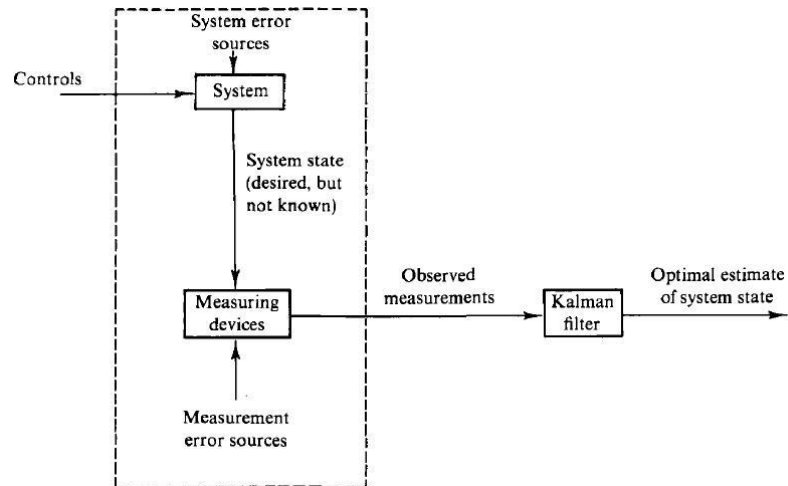 System error
sources
Controls
System
System state
(desired, but
not known)
Observed
measurements
Optimal estimate
of system state
Measuring
devices
Kalman
filter
Measurement
error sources